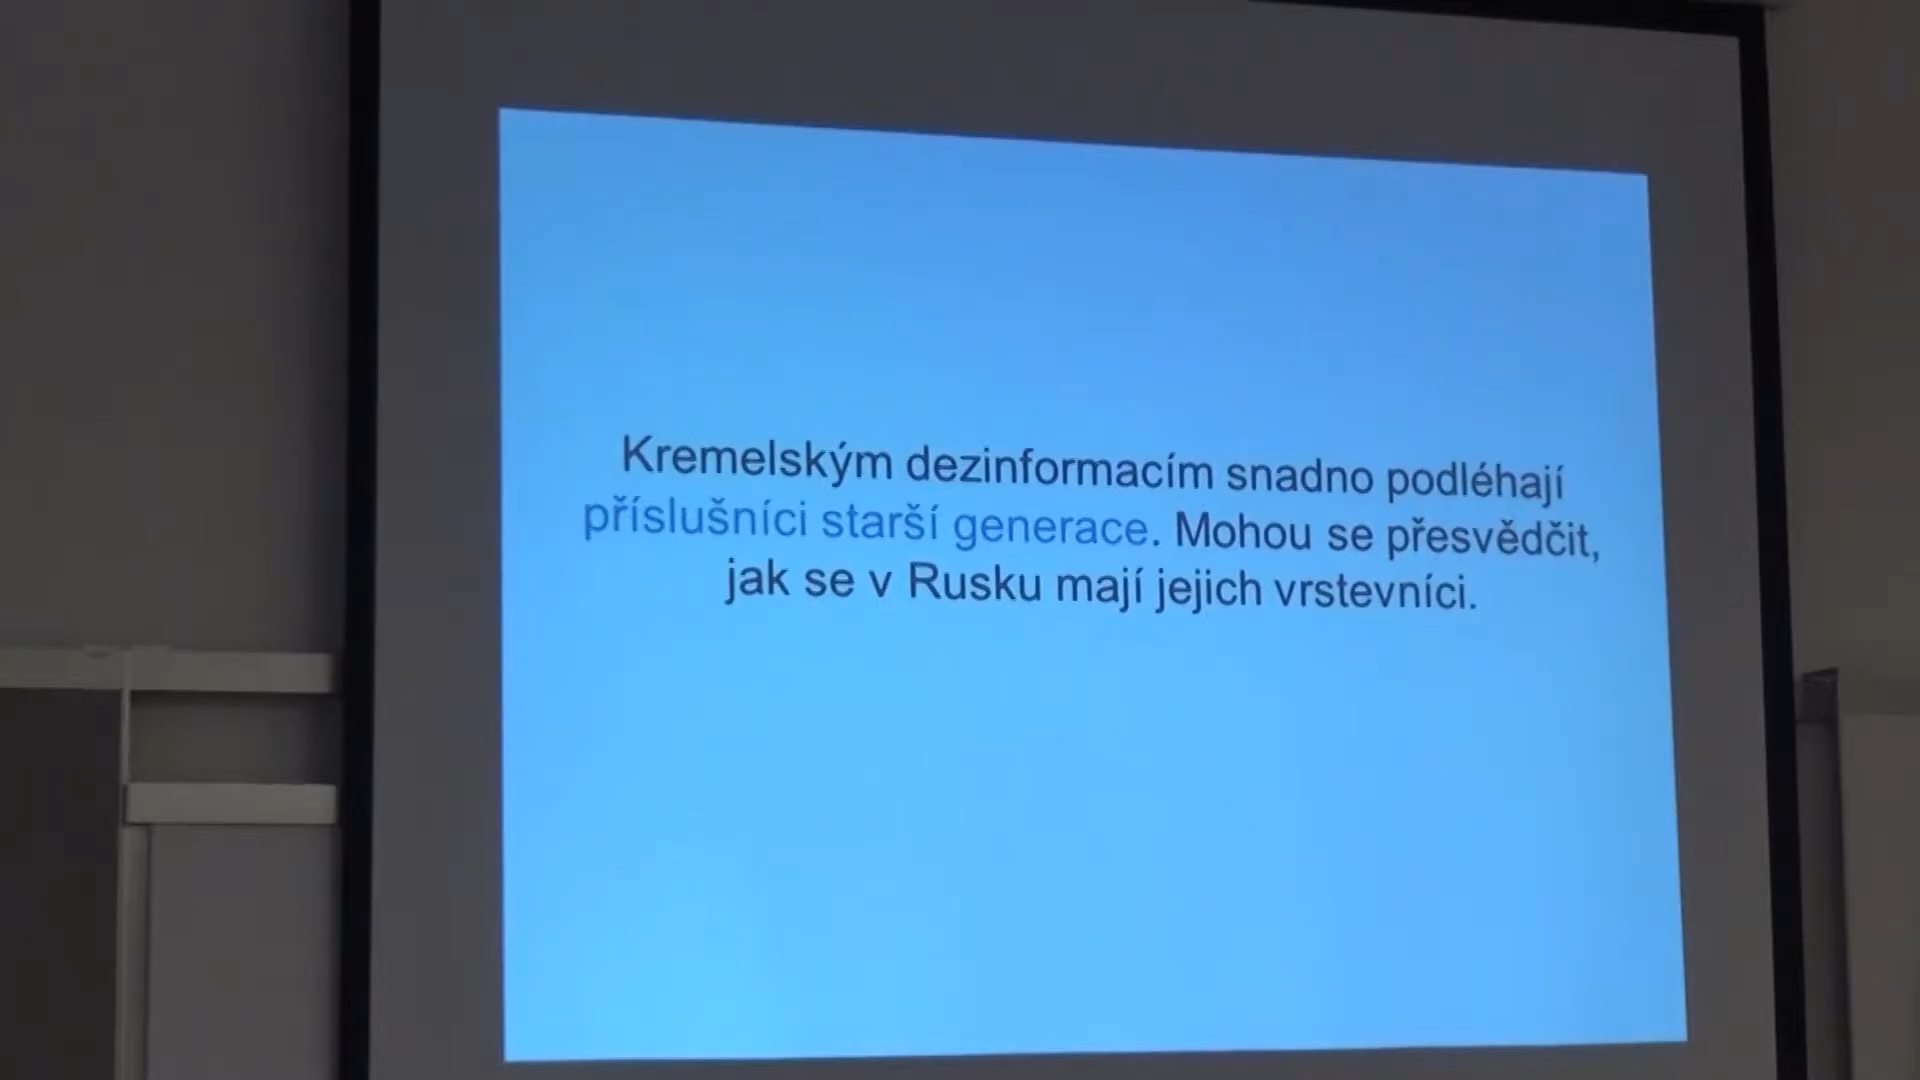 Kremelským dezinformacím snadno podléhají
příslušníci starší generace. Mohou se přesvědčit,
jak se v Rusku mají jejich vrstevníci.